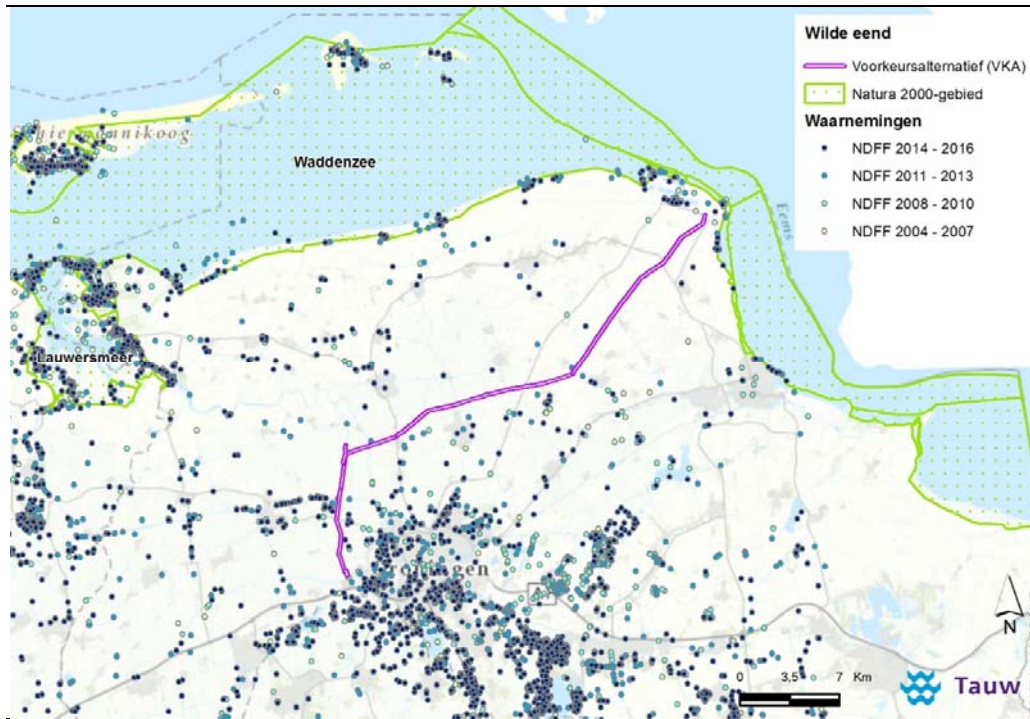 Wilde eend
Voorkeursalternatief (VKA)
Natura 2000-gebied
Waarnemingen
NDFF 2014 - 2016
NDFF 2011 - 2013
NDFF 2008 - 2010
NDFF 2004 - 2007
Waddenzee
Eems
Lauwersmeer
N
0 3,5 7 Km
Tauw